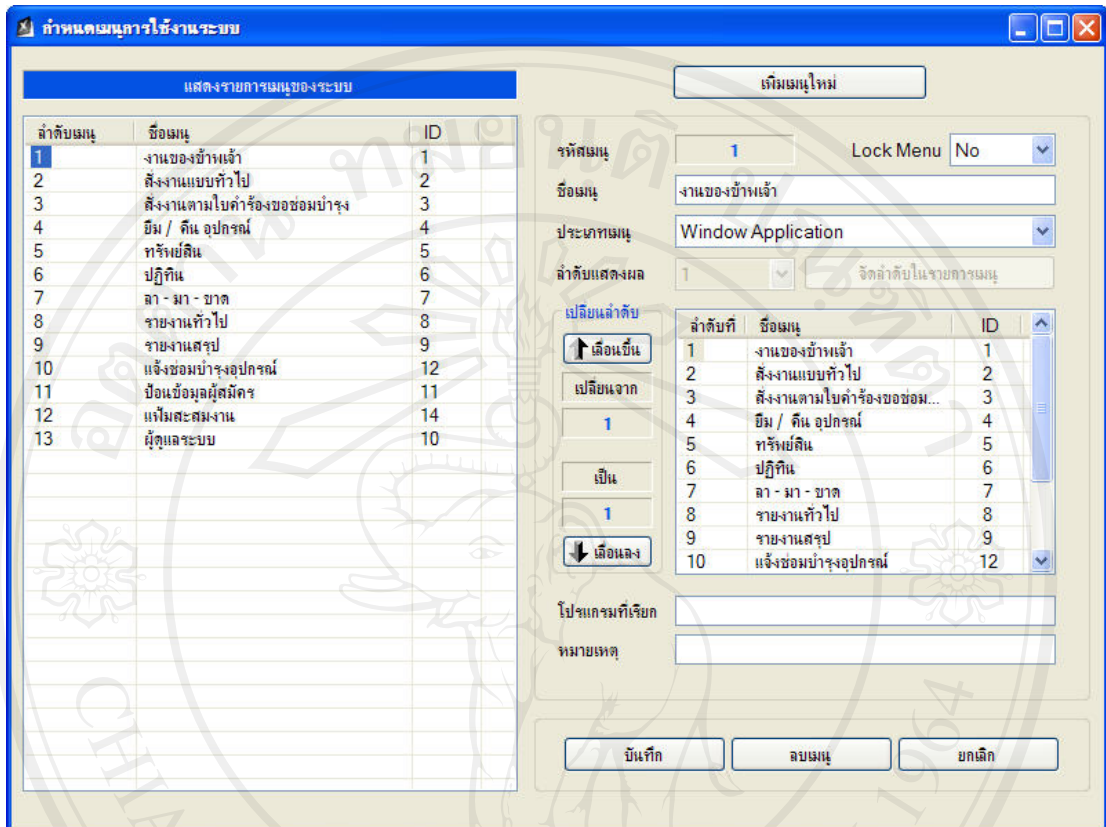 กำหนดเมนูการใช้งานระบบ
แสดงรายการเมนูของระบบ
ลำดับเมนู ชื่อเมนู ID
1 งานของข้าพเจ้า 1
2 สั่งงานแบบทั่วไป 2
3 สั่งงานตามใบคำร้องขอซ่อมบำรุง 3
4 ยืม / คืน อุปกรณ์ 4
5 ทรัพย์สิน 5
6 ปฏิทิน 6
7 ลา - มา - ขาด 7
8 รายงานทั่วไป 8
9 รายงานสรุป 9
10 แจ้งซ่อมบำรุงอุปกรณ์ 12
11 ป้อนข้อมูลผู้สมัคร 11
12 แฟ้มสะสมงาน 14
13 ผู้ดูแลระบบ 10
เพิ่มเมนูใหม่
รหัสเมนู 1 Lock Menu No
ชื่อเมนู งานของข้าพเจ้า
ประเภทเมนู Window Application
ลำดับแสดงผล 1 จัดลำดับในรายการเมนู
เปลี่ยนลำดับ
เลื่อนขึ้น
เปลี่ยนจาก
1
เป็น
1
เลื่อนลง
ลำดับที่ ชื่อเมนู ID
1 งานของข้าพเจ้า 1
2 สั่งงานแบบทั่วไป 2
3 สั่งงานตามใบคำร้องขอซ่อม... 3
4 ยืม / คืน อุปกรณ์ 4
5 ทรัพย์สิน 5
6 ปฏิทิน 6
7 ลา - มา - ขาด 7
8 รายงานทั่วไป 8
9 รายงานสรุป 9
10 แจ้งซ่อมบำรุงอุปกรณ์ 12
โปรแกรมที่เรียก
หมายเหตุ
บันทึก ลบเมนู ยกเลิก
อตฺตานํ ทมยนฺติ ปณฺฑิตา
CHIA
1964